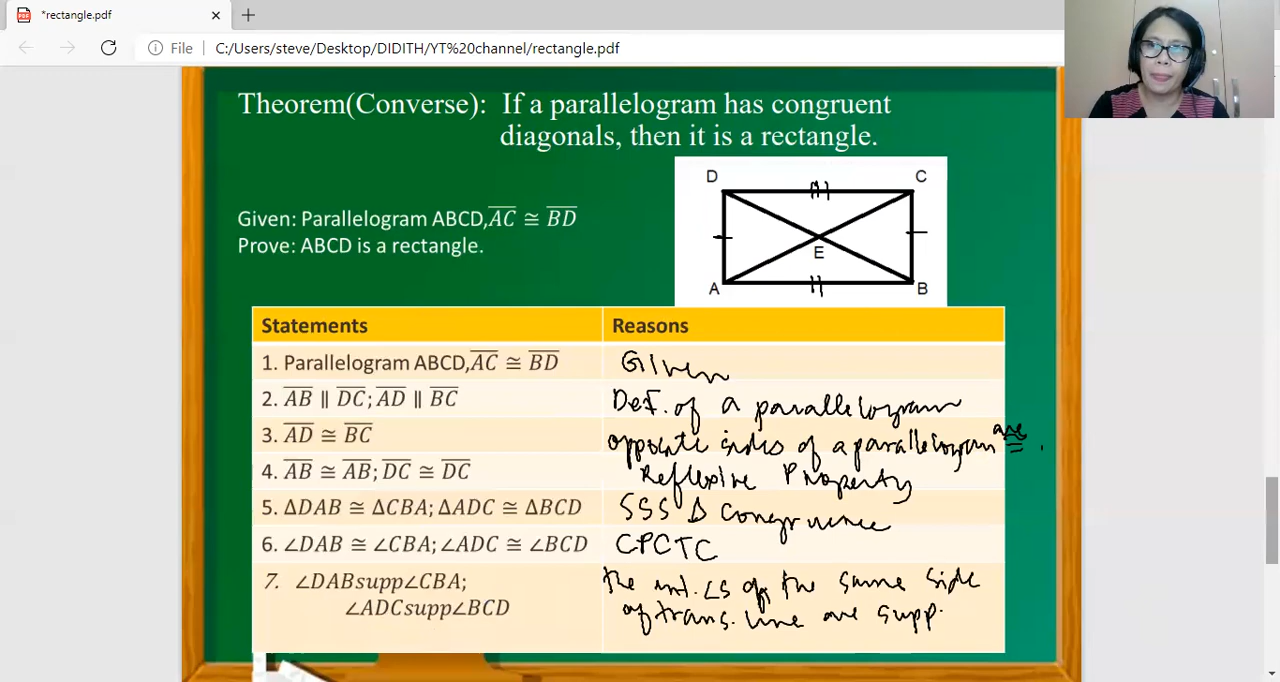 *rectangle.pdf
File
C:/Users/steve/Desktop/DIDITH/YT%20channel/rectangle.pdf
Theorem(Converse): If a parallelogram has congruent
diagonals, then it is a rectangle.
Given: Parallelogram ABCD, AC ≅ BD
Prove: ABCD is a rectangle.
D
C
E
A
B
Statements
Reasons
1. Parallelogram ABCD, AC ≅ BD
Given
2. AB ∥ DC; AD ∥ BC
Def. of a parallelogram
3. AD ≅ BC
opposite sides of a parallelogram are ≅.
4. AB ≅ AB; DC ≅ DC
Reflexive Property
5. ΔDAB ≅ ΔCBA; ΔADC ≅ ΔBCD
SSS Δ Congruence
6. ∠DAB ≅ ∠CBA; ∠ADC ≅ ∠BCD
CPCTC
7. ∠DABsupp∠CBA;
∠ADCsupp∠BCD
the int. ∠s of the same side
of trans. line are supp.